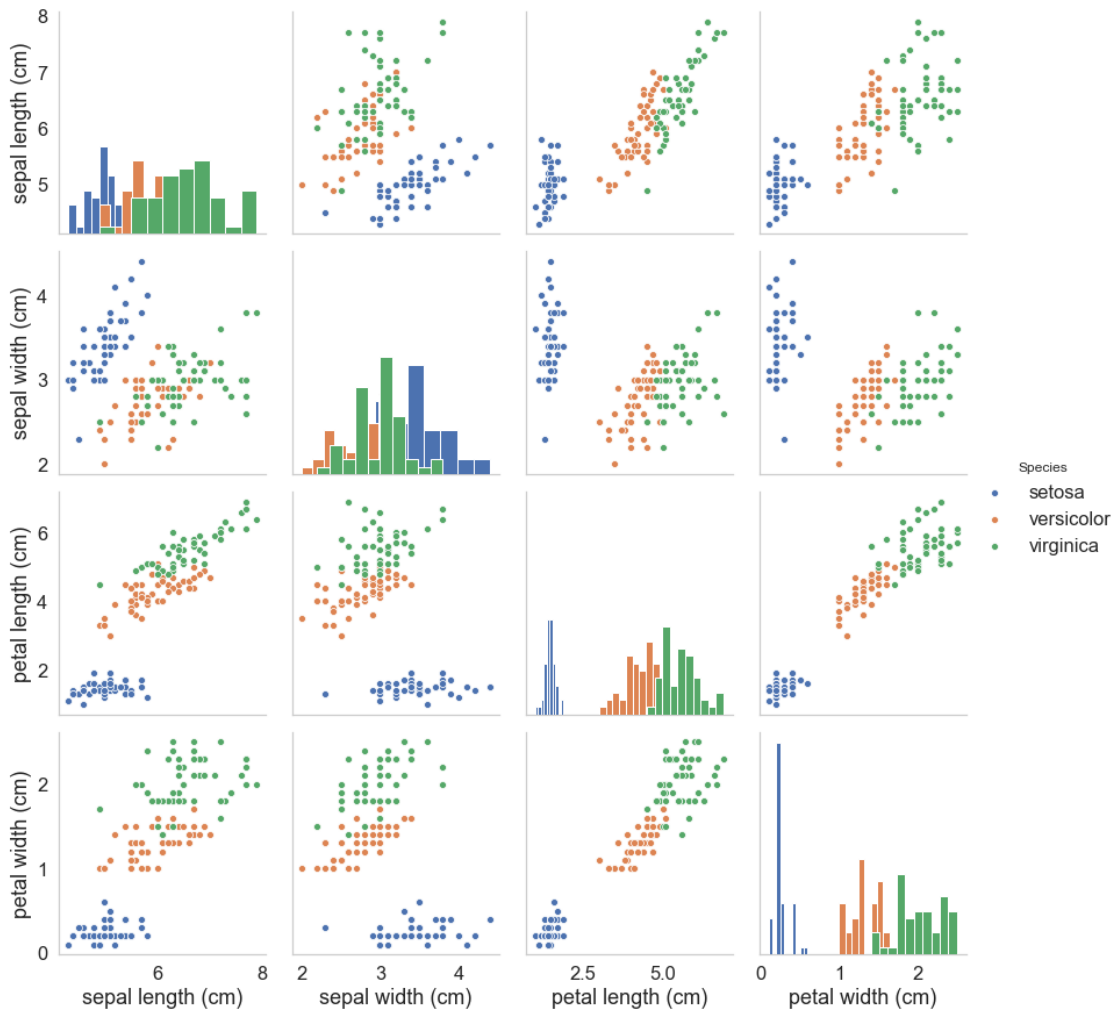 8
7
6
5
sepal length (cm)
4
3
2
sepal width (cm)
6
4
2
petal length (cm)
2
1
0
petal width (cm)
6 8
2 3 4
2.5 5.0
0 1 2
sepal length (cm)
sepal width (cm)
petal length (cm)
petal width (cm)
Species
setosa
versicolor
virginica